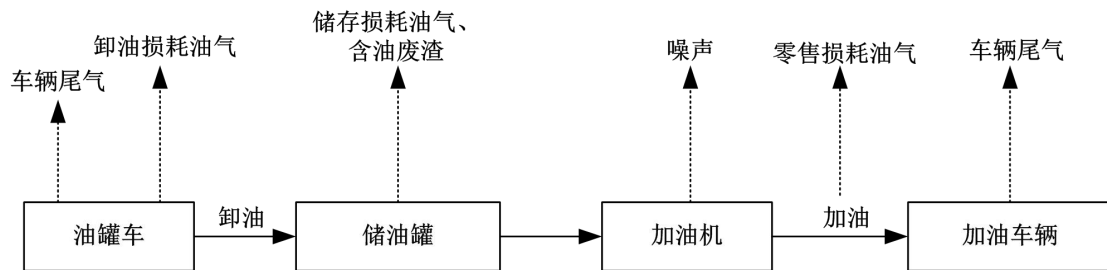 储存损耗油气、
含油废渣
卸油损耗油气
噪声
零售损耗油气
车辆尾气
车辆尾气
油罐车
卸油
储油罐
加油机
加油
加油车辆